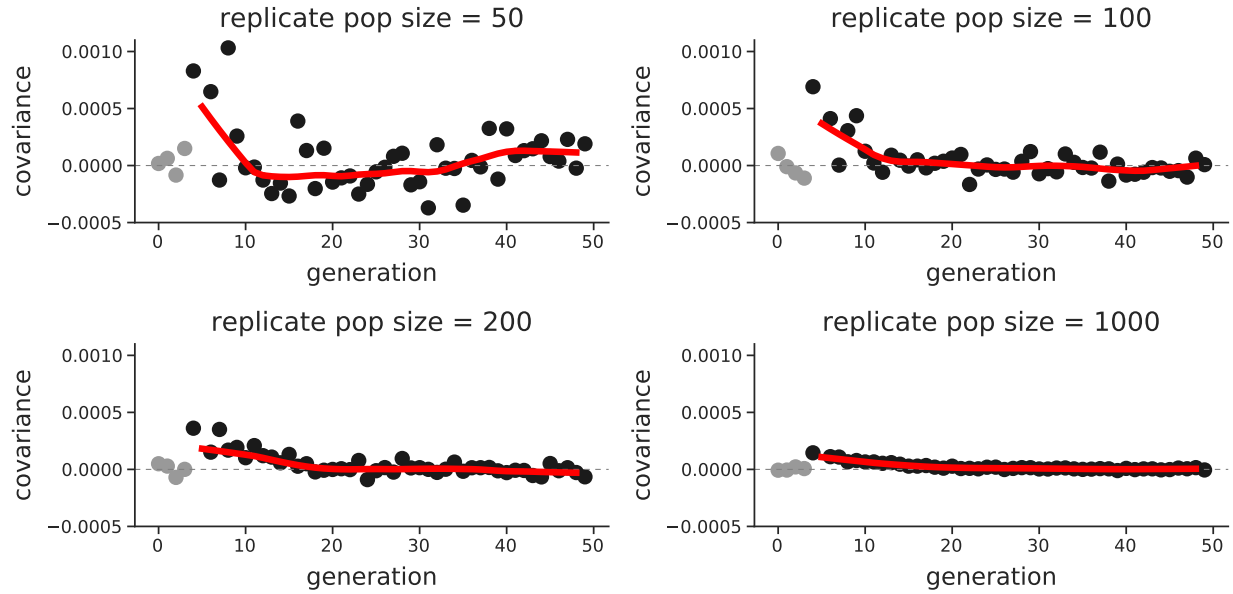 replicate pop size = 50
covariance
0.0010
0.0005
0.0000
−0.0005
0 10 20 30 40 50
generation
replicate pop size = 100
covariance
0.0010
0.0005
0.0000
−0.0005
0 10 20 30 40 50
generation
replicate pop size = 200
covariance
0.0010
0.0005
0.0000
−0.0005
0 10 20 30 40 50
generation
replicate pop size = 1000
covariance
0.0010
0.0005
0.0000
−0.0005
0 10 20 30 40 50
generation